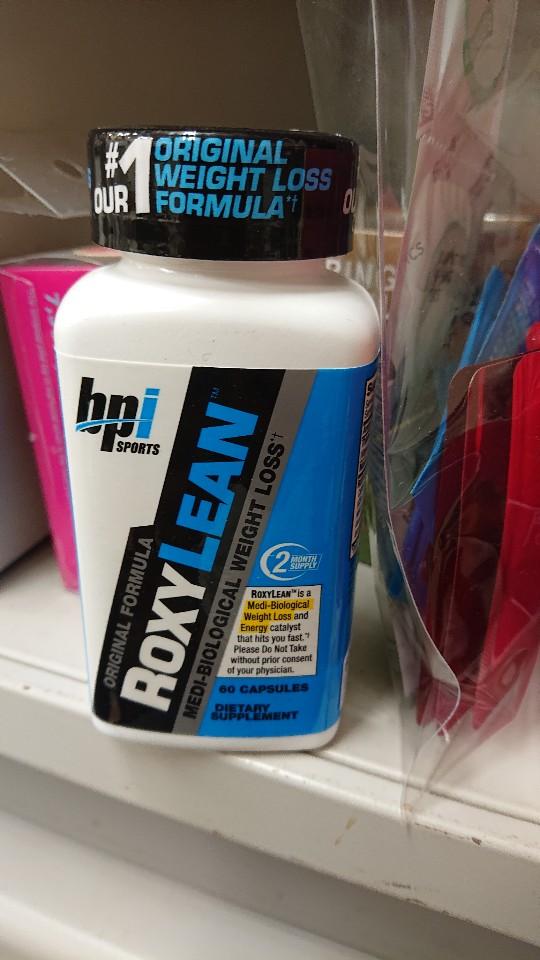 #1
OUR
ORIGINAL
WEIGHT LOSS
FORMULA*†
OU
bpi
SPORTS
ORIGINAL FORMULA
ROXYLEAN™
MEDI-BIOLOGICAL WEIGHT LOSS*†
2 MONTH
SUPPLY
ROXYLEAN™ is a
Medi-Biological
Weight Loss and
Energy catalyst
that hits you fast.*†
Please Do Not Take
without prior consent
of your physician.
60 CAPSULES
DIETARY
SUPPLEMENT